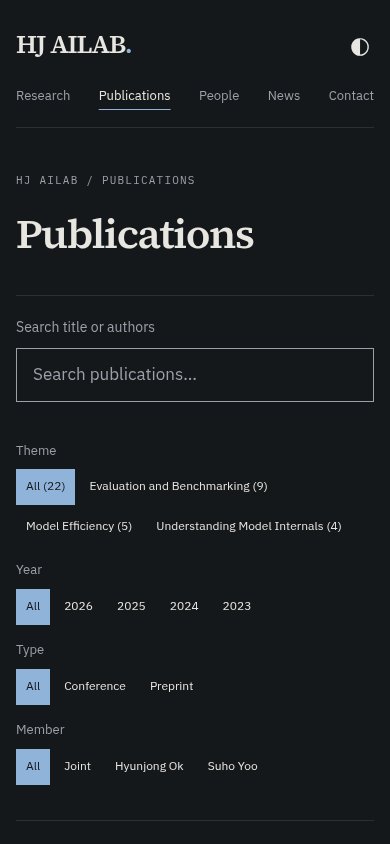 HJ AILAB.
Research Publications People News Contact
HJ AILAB / PUBLICATIONS
Publications
Search title or authors
Search publications...
Theme
All (22) Evaluation and Benchmarking (9)
Model Efficiency (5) Understanding Model Internals (4)
Year
All 2026 2025 2024 2023
Type
All Conference Preprint
Member
All Joint Hyunjong Ok Suho Yoo